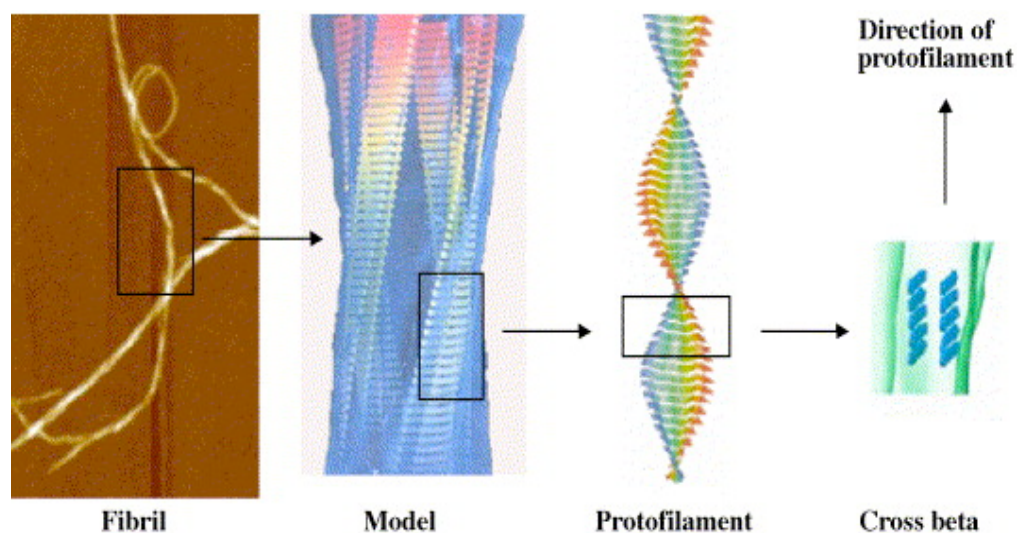 Direction of
protofilament
Fibril
Model
Protofilament
Cross beta